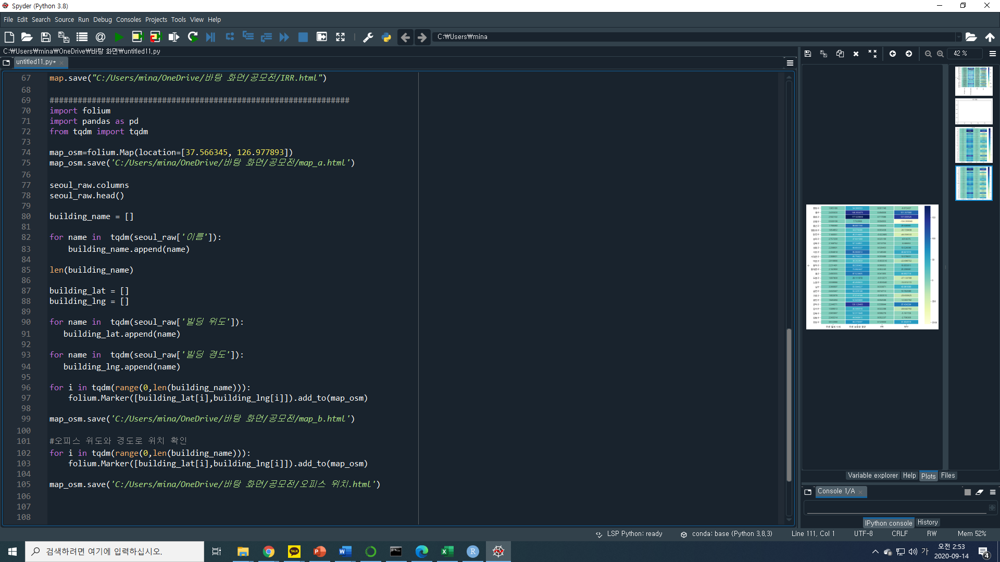 Spyder (Python 3.8)
File Edit Search Source Run Debug Consoles Projects Tools View Help
C:₩Users₩mina
C:₩Users₩mina₩OneDrive₩바탕 화면₩untitled11.py
untitled11.py*
42 %
67 map.save("C:/Users/mina/OneDrive/바탕 화면/공모전/IRR.html")
68
69 ################################################################
70 import folium
71 import pandas as pd
72 from tqdm import tqdm
73
74 map_osm=folium.Map(location=[37.566345, 126.977893])
75 map_osm.save('C:/Users/mina/OneDrive/바탕 화면/공모전/map_a.html')
76
77 seoul_raw.columns
78 seoul_raw.head()
79
80 building_name = []
81
82 for name in  tqdm(seoul_raw['이름']):
83     building_name.append(name)
84
85 len(building_name)
86
87 building_lat = []
88 building_lng = []
89
90 for name in  tqdm(seoul_raw['빌딩 위도']):
91    building_lat.append(name)
92
93 for name in  tqdm(seoul_raw['빌딩 경도']):
94    building_lng.append(name)
95
96 for i in tqdm(range(0,len(building_name))):
97     folium.Marker([building_lat[i],building_lng[i]]).add_to(map_osm)
98
99 map_osm.save('C:/Users/mina/OneDrive/바탕 화면/공모전/map_b.html')
100
101 #오피스 위도와 경도로 위치 확인
102 for i in tqdm(range(0,len(building_name))):
103     folium.Marker([building_lat[i],building_lng[i]]).add_to(map_osm)
104
105 map_osm.save('C:/Users/mina/OneDrive/바탕 화면/공모전/오피스 위치.html')
106
107
108
Variable explorer Help Plots Files
Console 1/A
IPython console History
LSP Python: ready conda: base (Python 3.8.3) Line 111, Col 1 UTF-8 CRLF RW Mem 52%
검색하려면 여기에 입력하십시오.
TALK
가
오전 2:53
2020-09-14
4